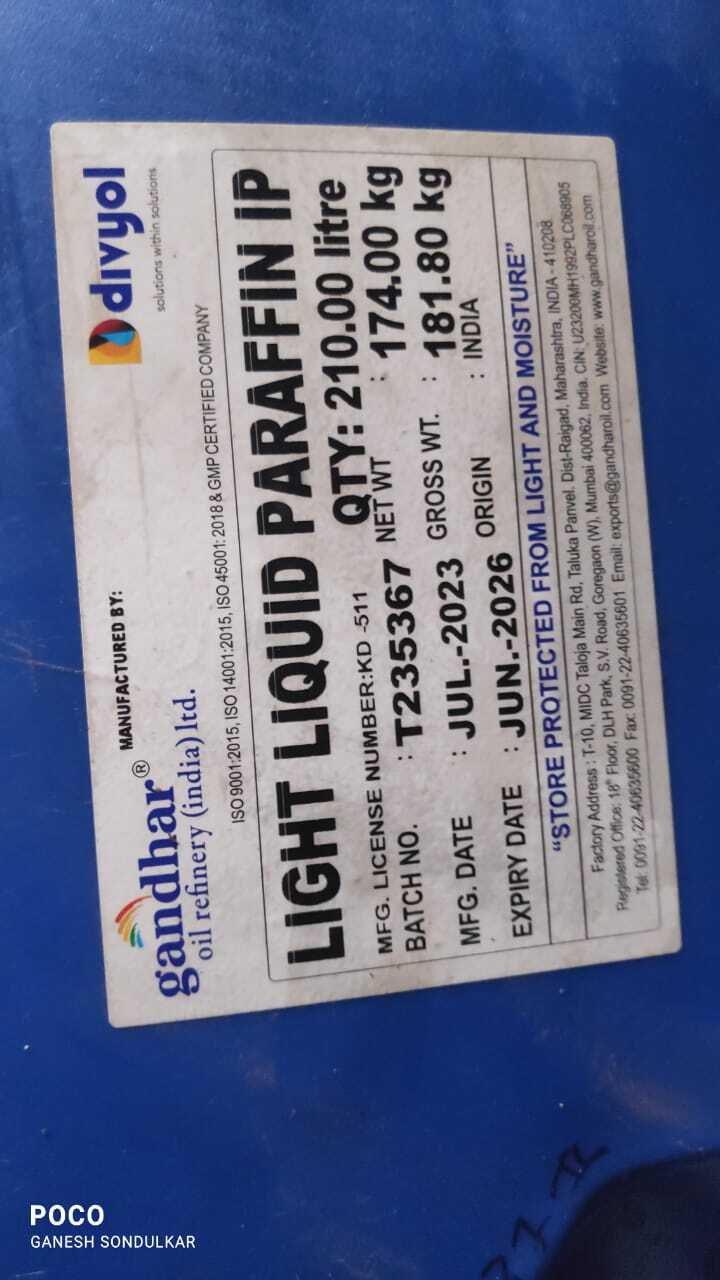 MANUFACTURED BY:
gandhar®
oil refinery (india) ltd.
divyol
solutions within solutions
ISO 9001:2015, ISO 14001:2015, ISO 45001: 2018 & GMP CERTIFIED COMPANY
LIGHT LIQUID PARAFFIN IP
QTY: 210.00 litre
MFG. LICENSE NUMBER:KD -511
BATCH NO. : T235367 NET WT : 174.00 kg
MFG. DATE : JUL.-2023 GROSS WT. : 181.80 kg
EXPIRY DATE : JUN.-2026 ORIGIN : INDIA
"STORE PROTECTED FROM LIGHT AND MOISTURE"
Factory Address : T-10, MIDC Taloja Main Rd, Taluka Panvel. Dist-Raigad, Maharashtra, INDIA - 410208
Registered Office: 18th Floor, DLH Park, S.V. Road, Goregaon (W), Mumbai 400062, India. CIN: U23200MH1992PLC068905
Tel: 0091-22-40635600 Fax: 0091-22-40635601 Email: exports@gandharoil.com Website: www.gandharoil.com
POCO
GANESH SONDULKAR